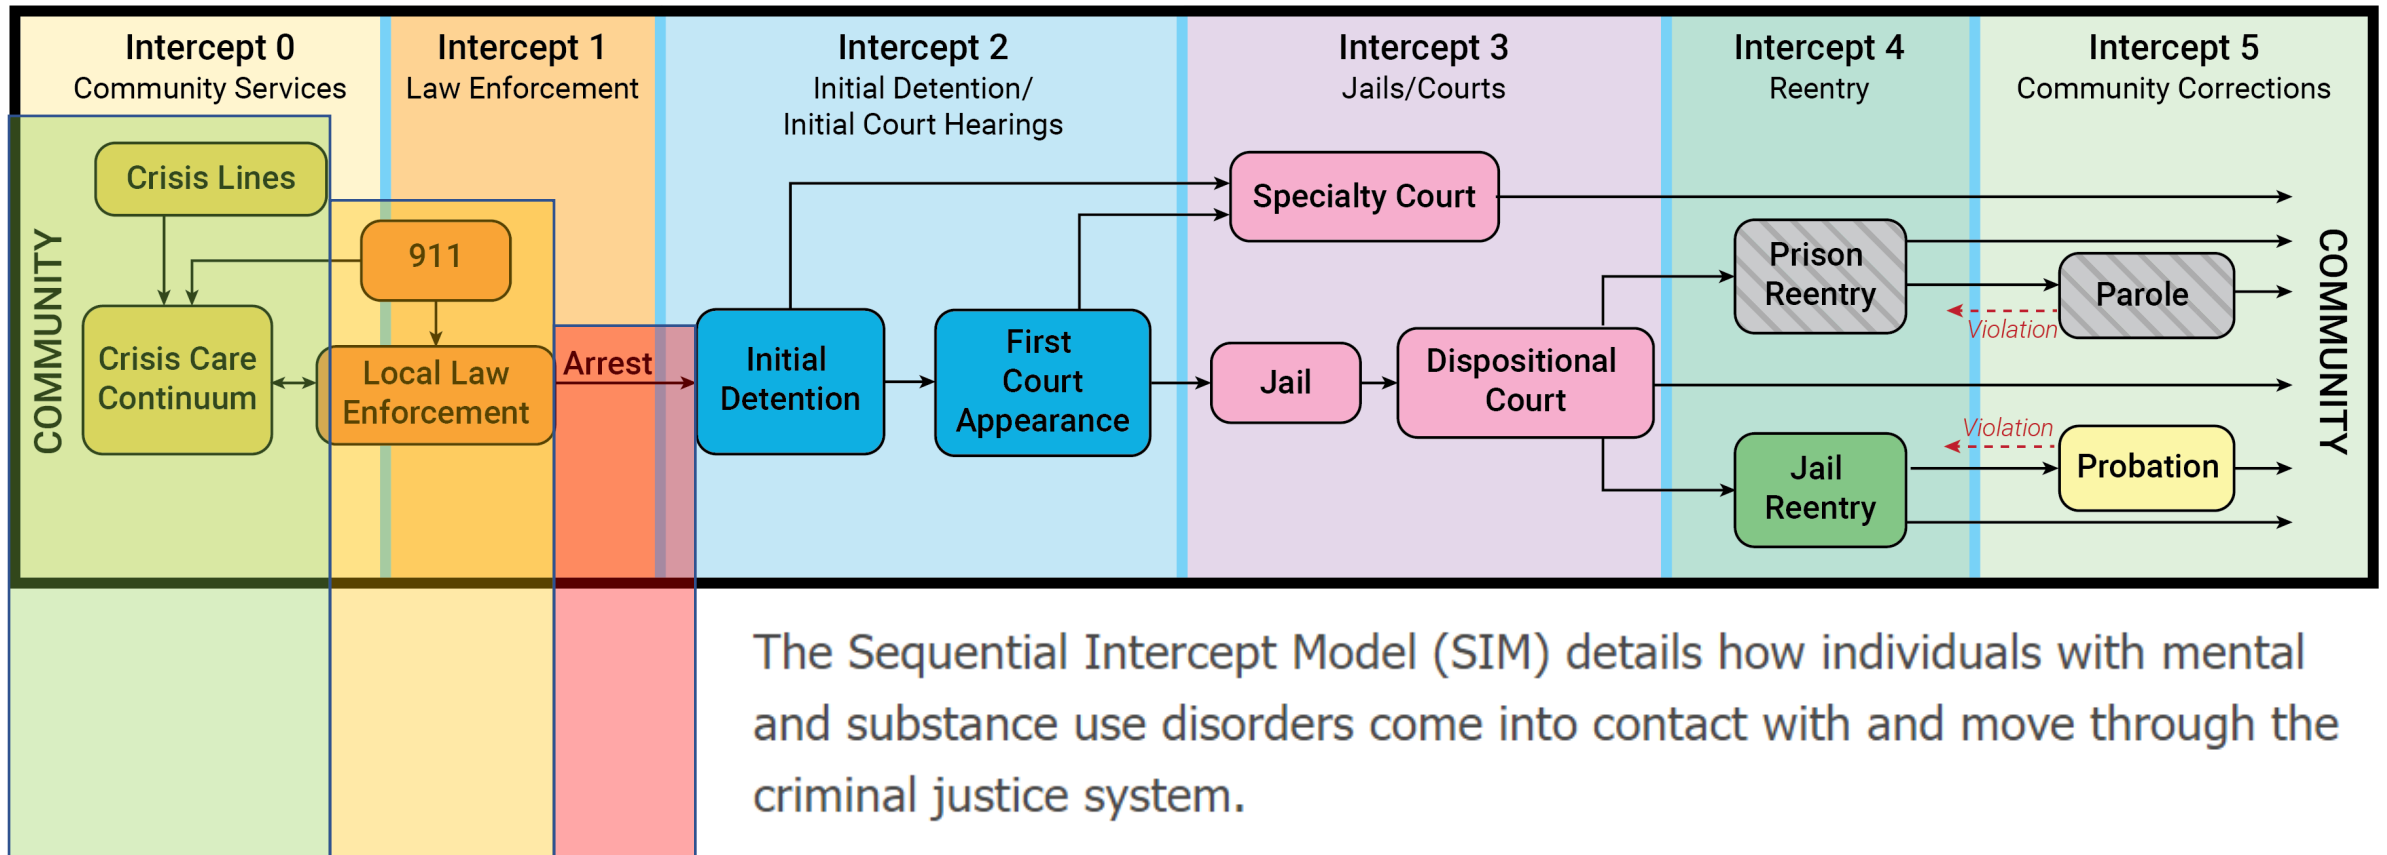 Intercept 0
Community Services
Intercept 1
Law Enforcement
Intercept 2
Initial Detention/
Initial Court Hearings
Intercept 3
Jails/Courts
Intercept 4
Reentry
Intercept 5
Community Corrections
COMMUNITY
Crisis Lines
Crisis Care
Continuum
911
Local Law
Enforcement
Arrest
Initial
Detention
First
Court
Appearance
Specialty Court
Jail
Dispositional
Court
Prison
Reentry
Jail
Reentry
Parole
Violation
Violation
Probation
COMMUNITY
The Sequential Intercept Model (SIM) details how individuals with mental
and substance use disorders come into contact with and move through the
criminal justice system.